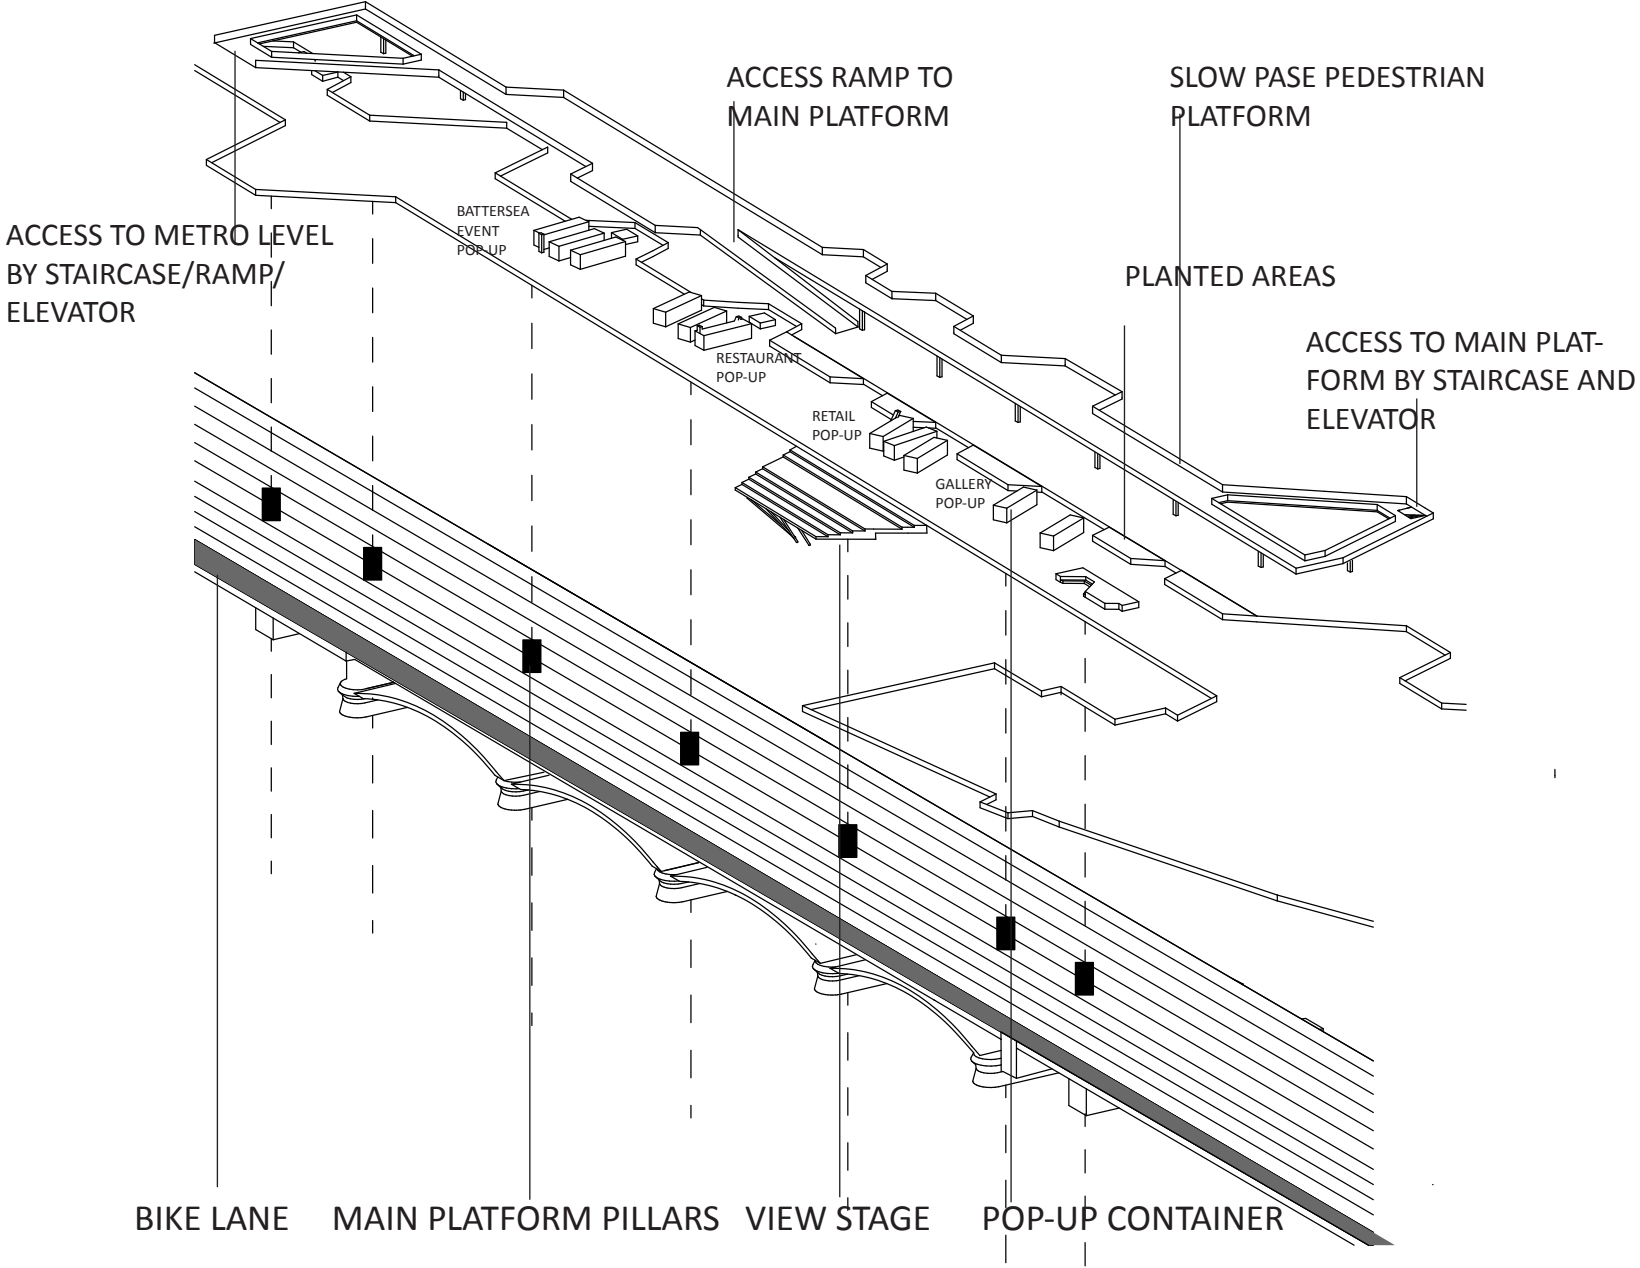 ACCESS RAMP TO
MAIN PLATFORM
SLOW PASE PEDESTRIAN
PLATFORM
BATTERSEA
EVENT
POP-UP
ACCESS TO METRO LEVEL
BY STAIRCASE/RAMP/
ELEVATOR
PLANTED AREAS
ACCESS TO MAIN PLAT-
FORM BY STAIRCASE AND
ELEVATOR
RESTAURANT
POP-UP
RETAIL
POP-UP
GALLERY
POP-UP
BIKE LANE
MAIN PLATFORM PILLARS
VIEW STAGE
POP-UP CONTAINER